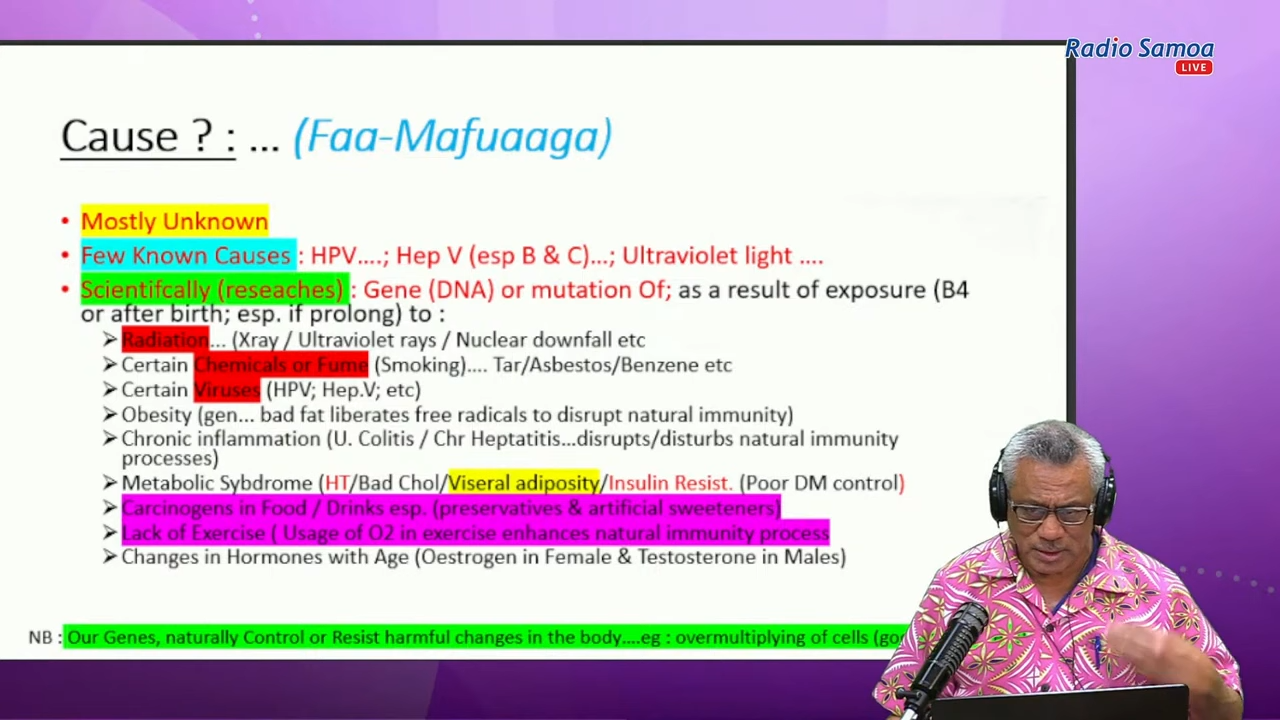 Radio Samoa
LIVE
Cause ? : ... (Faa-Mafuaaga)
• Mostly Unknown
• Few Known Causes : HPV....; Hep V (esp B & C)...; Ultraviolet light ....
• Scientifcally (reseaches) : Gene (DNA) or mutation Of; as a result of exposure (B4
or after birth; esp. if prolong) to :
➢ Radiation... (Xray / Ultraviolet rays / Nuclear downfall etc
➢ Certain Chemicals or Fume (Smoking).... Tar/Asbestos/Benzene etc
➢ Certain Viruses (HPV; Hep.V; etc)
➢ Obesity (gen... bad fat liberates free radicals to disrupt natural immunity)
➢ Chronic inflammation (U. Colitis / Chr Heptatitis...disrupts/disturbs natural immunity
processes)
➢ Metabolic Sybdrome (HT/Bad Chol/Viseral adiposity/Insulin Resist. (Poor DM control)
➢ Carcinogens in Food / Drinks esp. (preservatives & artificial sweeteners)
➢ Lack of Exercise ( Usage of O2 in exercise enhances natural immunity process
➢ Changes in Hormones with Age (Oestrogen in Female & Testosterone in Males)
NB : Our Genes, naturally Control or Resist harmful changes in the body....eg : overmultiplying of cells